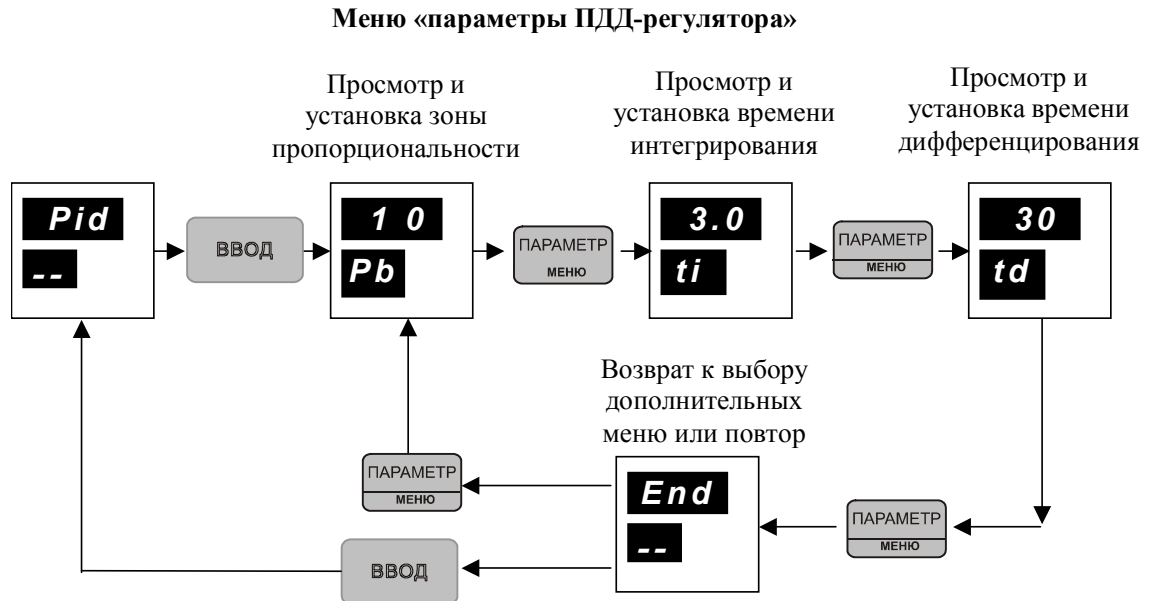 Меню «параметры ПДД-регулятора»
Просмотр и
установка зоны
пропорциональности
Просмотр и
установка времени
интегрирования
Просмотр и
установка времени
дифференцирования
Pid
--
ВВОД
1 0
Pb
ПАРАМЕТР
МЕНЮ
3.0
ti
ПАРАМЕТР
МЕНЮ
30
td
Возврат к выбору
дополнительных
меню или повтор
ПАРАМЕТР
МЕНЮ
End
--
ПАРАМЕТР
МЕНЮ
ВВОД